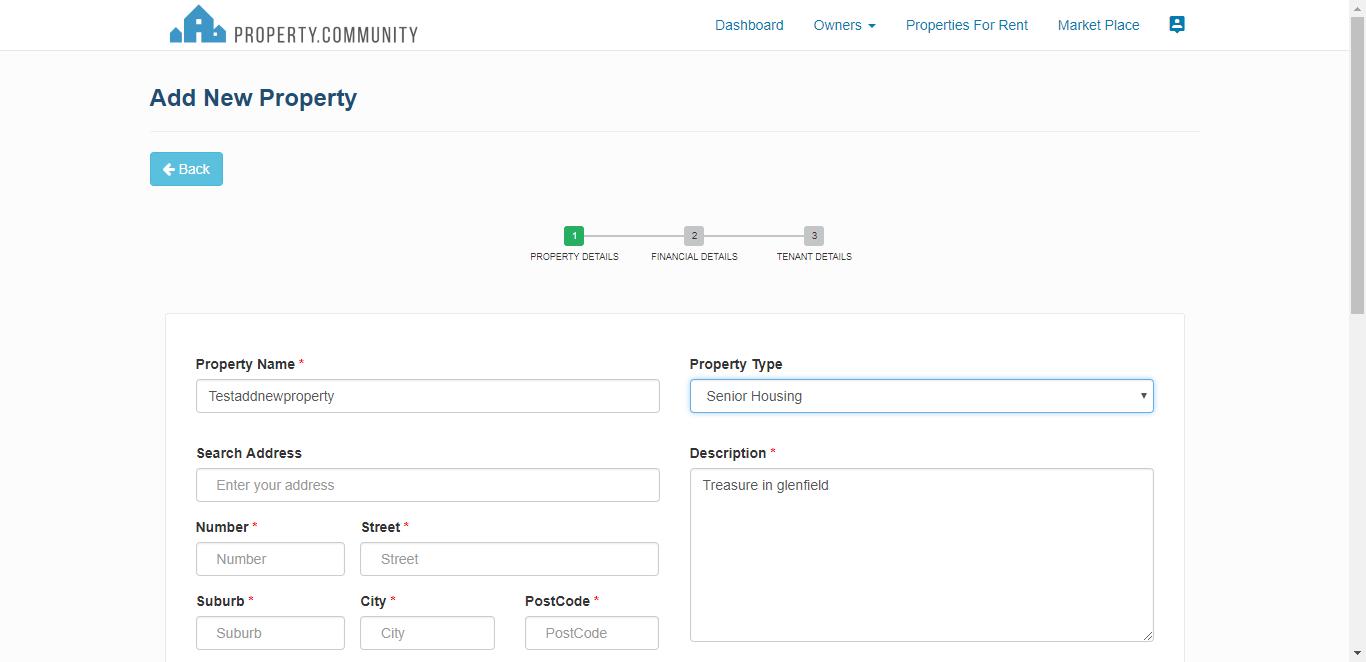 PROPERTY.COMMUNITY
Dashboard Owners Properties For Rent Market Place
Add New Property
Back
1 2 3
PROPERTY DETAILS FINANCIAL DETAILS TENANT DETAILS
Property Name * Property Type
Testaddnewproperty Senior Housing
Search Address Description *
Enter your address Treasure in glenfield
Number * Street *
Number Street
Suburb * City * PostCode *
Suburb City PostCode